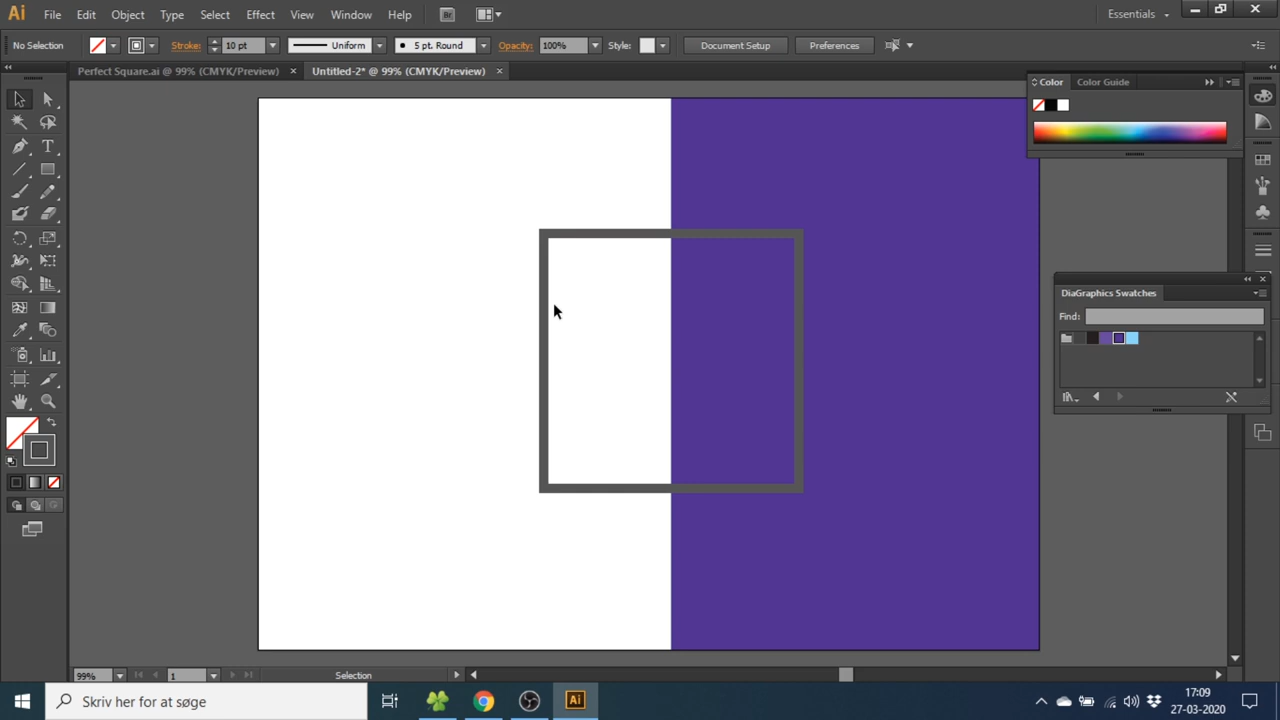 Ai File Edit Object Type Select Effect View Window Help Br Essentials
No Selection Stroke: 10 pt Uniform 5 pt. Round Opacity: 100% Style: Document Setup Preferences
Perfect Square.ai @ 99% (CMYK/Preview) × Untitled-2* @ 99% (CMYK/Preview) ×
Color Color Guide
DiaGraphics Swatches
Find:
99% 1 Selection
Skriv her for at søge Ai 17:09
27-03-2020